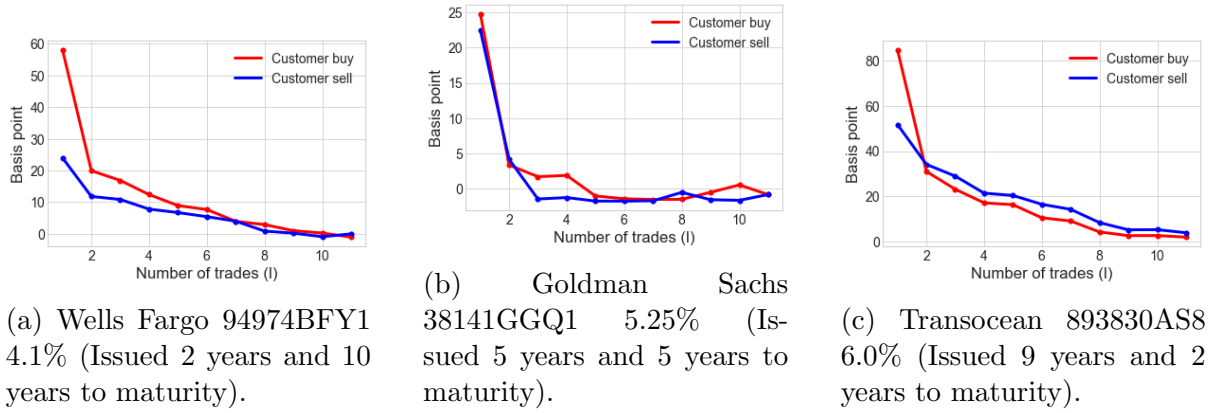 60
50
40
30
20
10
0
Basis point
Customer buy
Customer sell
2 4 6 8 10
Number of trades (l)
(a) Wells Fargo 94974BFY1
4.1% (Issued 2 years and 10
years to maturity).
25
20
15
10
5
0
Basis point
Customer buy
Customer sell
2 4 6 8 10
Number of trades (l)
(b) Goldman Sachs
38141GGQ1 5.25% (Is-
sued 5 years and 5 years to
maturity).
80
60
40
20
0
Basis point
Customer buy
Customer sell
2 4 6 8 10
Number of trades (l)
(c) Transocean 893830AS8
6.0% (Issued 9 years and 2
years to maturity).